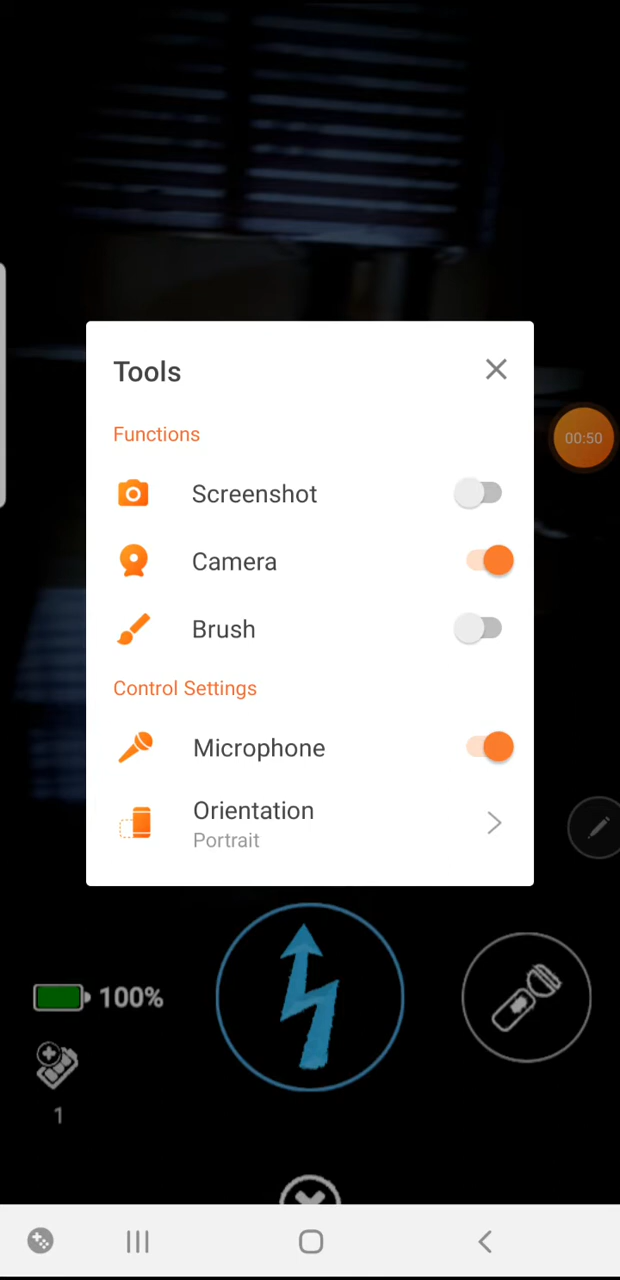 Tools
Functions
Screenshot
00:50
Camera
Brush
Control Settings
Microphone
Orientation
Portrait
100%
1